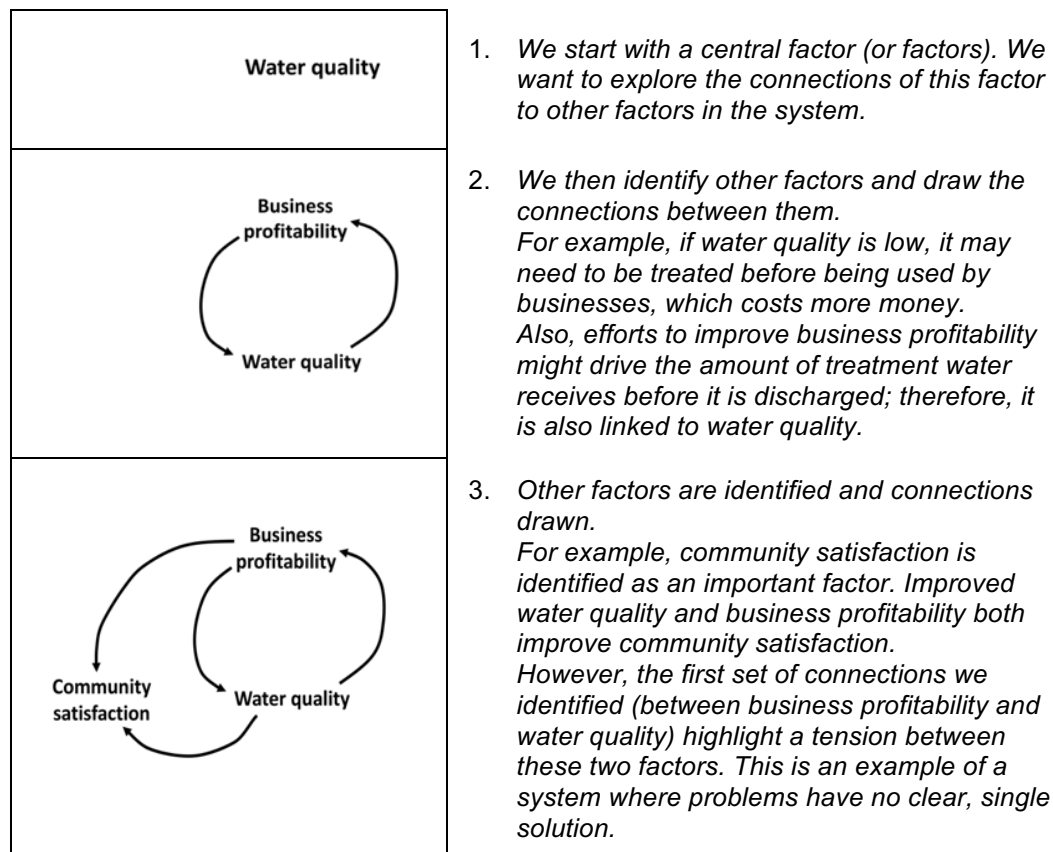 Water quality
1. We start with a central factor (or factors). We
want to explore the connections of this factor
to other factors in the system.
Business
profitability
Water quality
2. We then identify other factors and draw the
connections between them.
For example, if water quality is low, it may
need to be treated before being used by
businesses, which costs more money.
Also, efforts to improve business profitability
might drive the amount of treatment water
receives before it is discharged; therefore, it
is also linked to water quality.
Business
profitability
Community
satisfaction
Water quality
3. Other factors are identified and connections
drawn.
For example, community satisfaction is
identified as an important factor. Improved
water quality and business profitability both
improve community satisfaction.
However, the first set of connections we
identified (between business profitability and
water quality) highlight a tension between
these two factors. This is an example of a
system where problems have no clear, single
solution.